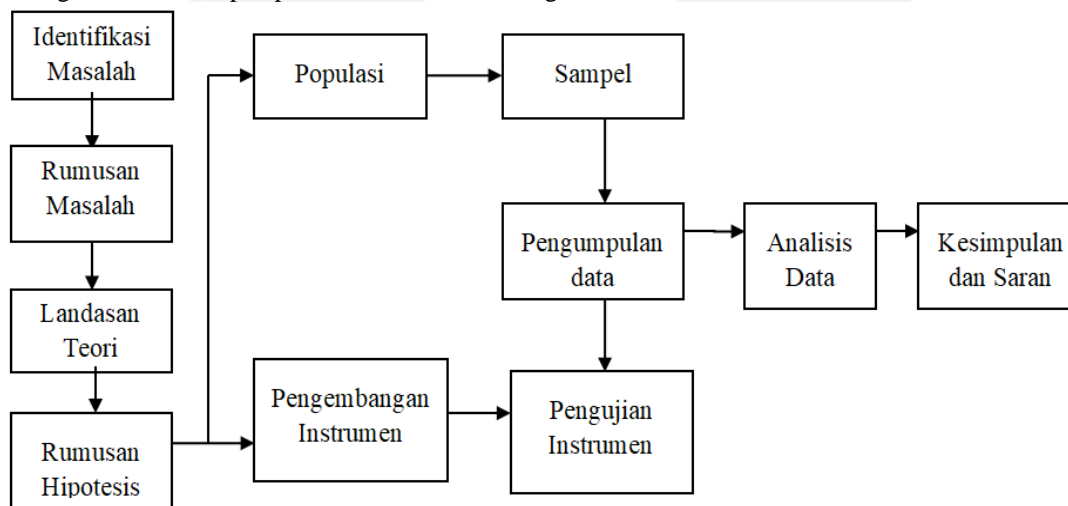 Identifikasi
Masalah
Rumusan
Masalah
Landasan
Teori
Rumusan
Hipotesis
Populasi
Sampel
Pengumpulan
data
Analisis
Data
Kesimpulan
dan Saran
Pengembangan
Instrumen
Pengujian
Instrumen